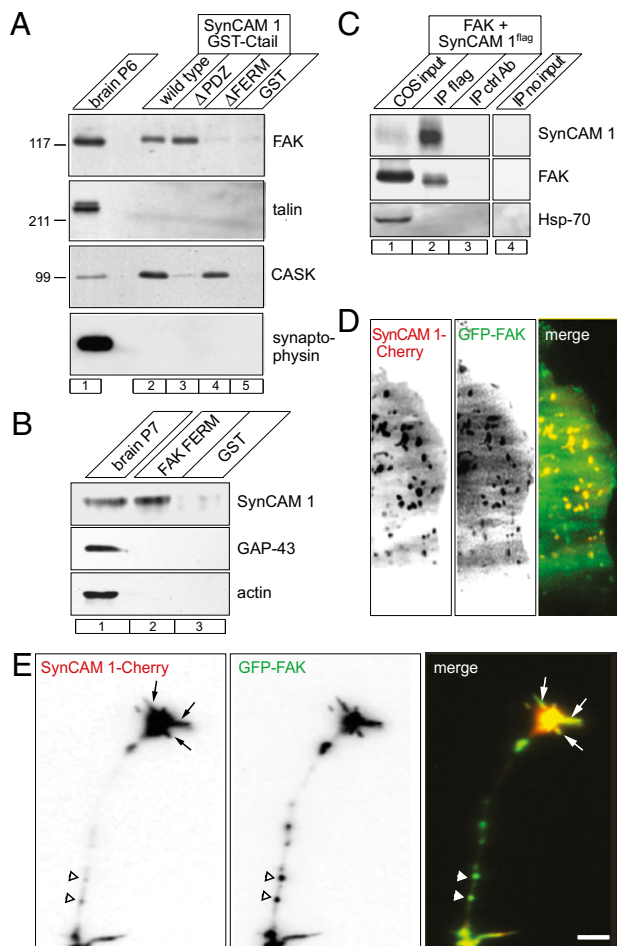 A
SynCAM 1
GST-Ctail
brain P6
wild type
ΔPDZ
ΔFERM
GST
117
FAK
211
talin
99
CASK
synapto-
physin
1 2 3 4 5
B
brain P7
FAK FERM
GST
SynCAM 1
GAP-43
actin
1 2 3
C
FAK +
SynCAM 1flag
COS input
IP flag
IP ctrl Ab
IP no input
SynCAM 1
FAK
Hsp-70
1 2 3 4
D
SynCAM 1-
Cherry
GFP-FAK
merge
E
SynCAM 1-Cherry
GFP-FAK
merge